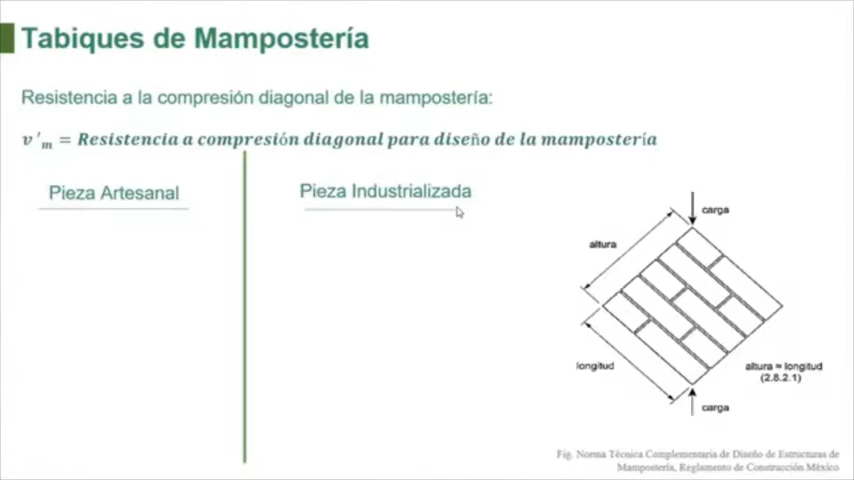 Tabiques de Mampostería
Resistencia a la compresión diagonal de la mampostería:
v'm = Resistencia a compresión diagonal para diseño de la mampostería
Pieza Artesanal
Pieza Industrializada
carga
altura
longitud
altura ≈ longitud
(2.8.2.1)
carga
Fig. Norma Técnica Complementaria de Diseño de Estructuras de
Mampostería, Reglamento de Construcción México